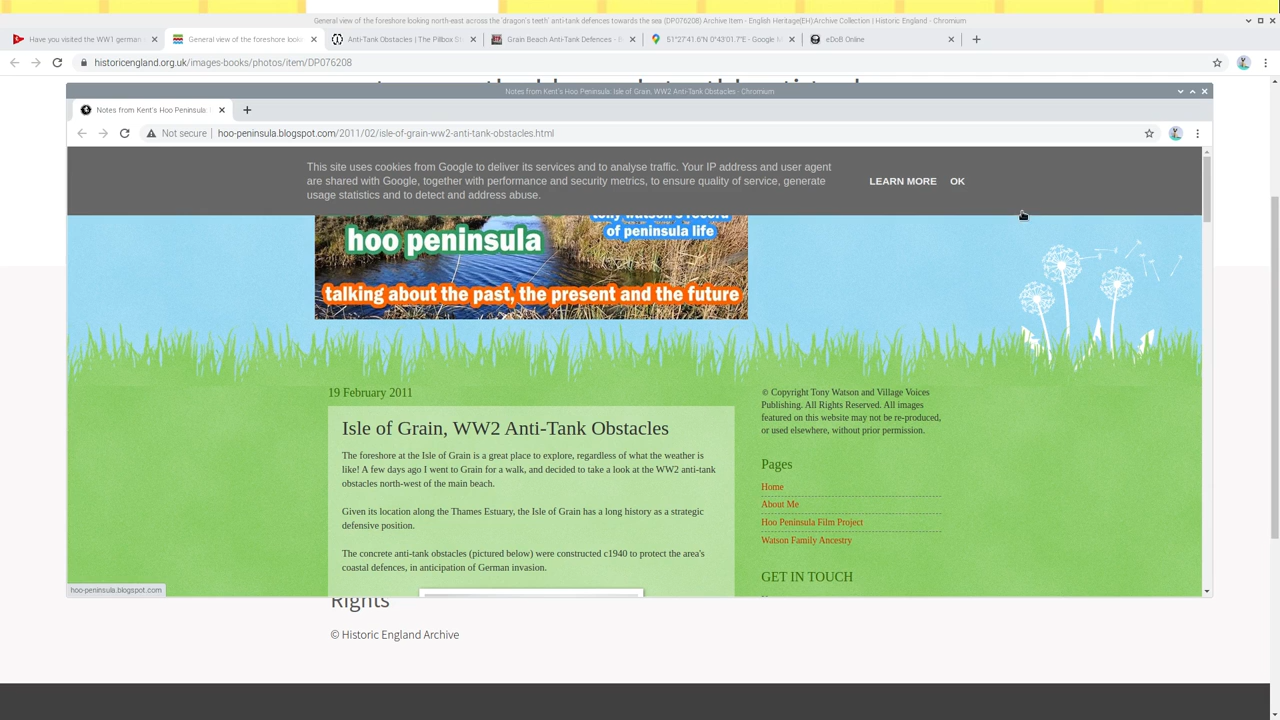 General view of the foreshore looking north-east across the 'dragon's teeth' anti-tank defences towards the sea (DP076208) Archive Item - English Heritage(EH)Archive Collection | Historic England - Chromium
Have you visited the WW1 german
General view of the foreshore lookin
Anti-Tank Obstacles | The Pillbox St
Grain Beach Anti-Tank Defences - B
51°27'41.6"N 0°43'01.7"E - Google M
eDoB Online
historicengland.org.uk/images-books/photos/item/DP076208
Notes from Kent's Hoo Peninsula: Isle of Grain, WW2 Anti-Tank Obstacles - Chromium
Notes from Kent's Hoo Peninsula:
Not secure | hoo-peninsula.blogspot.com/2011/02/isle-of-grain-ww2-anti-tank-obstacles.html
This site uses cookies from Google to deliver its services and to analyse traffic. Your IP address and user agent
are shared with Google, together with performance and security metrics, to ensure quality of service, generate
usage statistics and to detect and address abuse.
LEARN MORE OK
tony watson's record
of peninsula life
hoo peninsula
talking about the past, the present and the future
19 February 2011
Isle of Grain, WW2 Anti-Tank Obstacles
The foreshore at the Isle of Grain is a great place to explore, regardless of what the weather is
like! A few days ago I went to Grain for a walk, and decided to take a look at the WW2 anti-tank
obstacles north-west of the main beach.
Given its location along the Thames Estuary, the Isle of Grain has a long history as a strategic
defensive position.
The concrete anti-tank obstacles (pictured below) were constructed c1940 to protect the area's
coastal defences, in anticipation of German invasion.
© Copyright Tony Watson and Village Voices
Publishing. All Rights Reserved. All images
featured on this website may not be re-produced,
or used elsewhere, without prior permission.
Pages
Home
About Me
Hoo Peninsula Film Project
Watson Family Ancestry
GET IN TOUCH
hoo-peninsula.blogspot.com
Rights
© Historic England Archive